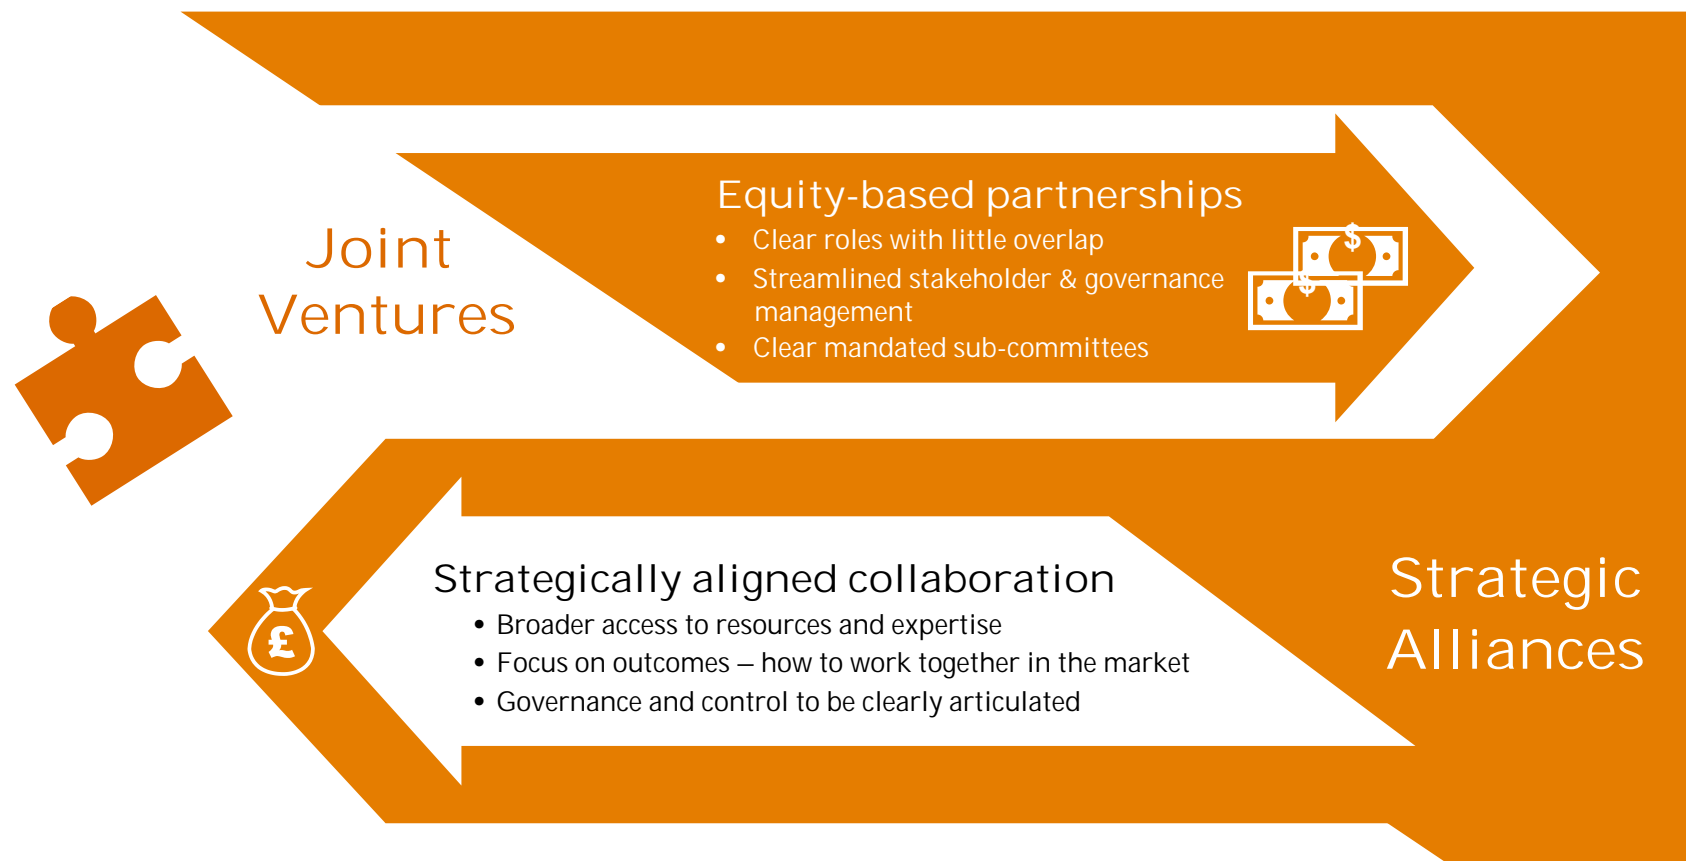 Joint
Ventures
Equity-based partnerships
• Clear roles with little overlap
• Streamlined stakeholder & governance
management
• Clear mandated sub-committees
$
$
Strategically aligned collaboration
• Broader access to resources and expertise
• Focus on outcomes – how to work together in the market
• Governance and control to be clearly articulated
£
Strategic
Alliances